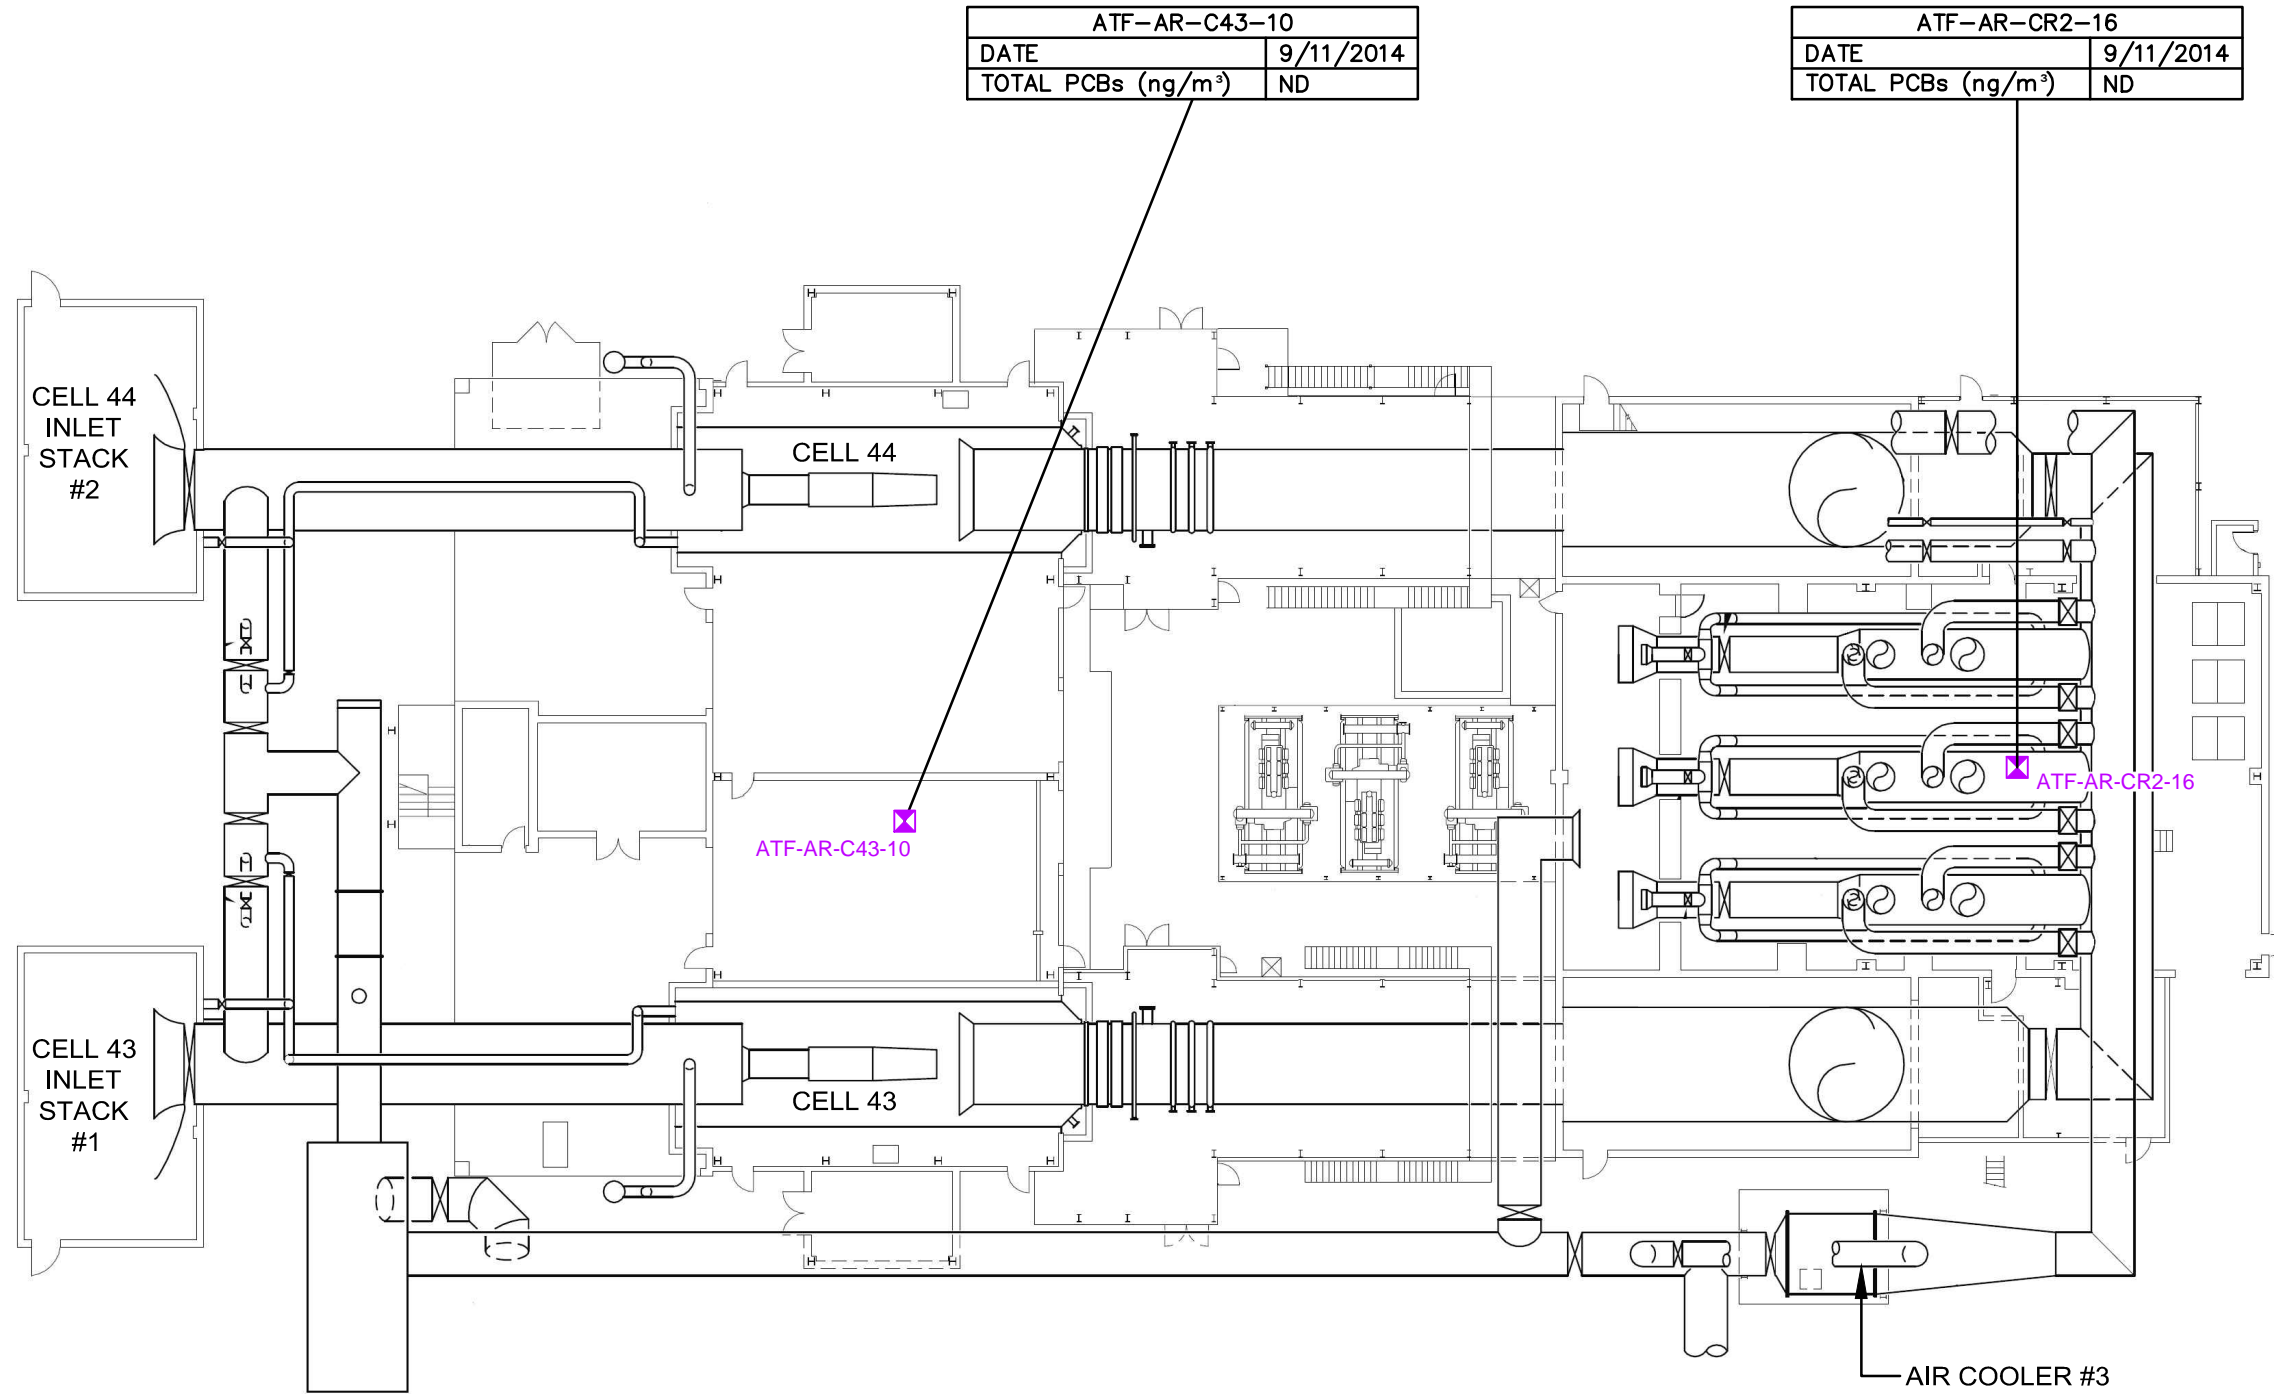 ATF-AR-C43-10
DATE 9/11/2014
TOTAL PCBs (ng/m³) ND
ATF-AR-CR2-16
DATE 9/11/2014
TOTAL PCBs (ng/m³) ND
CELL 44
INLET
STACK
#2
CELL 44
ATF-AR-C43-10
ATF-AR-CR2-16
CELL 43
INLET
STACK
#1
CELL 43
AIR COOLER #3